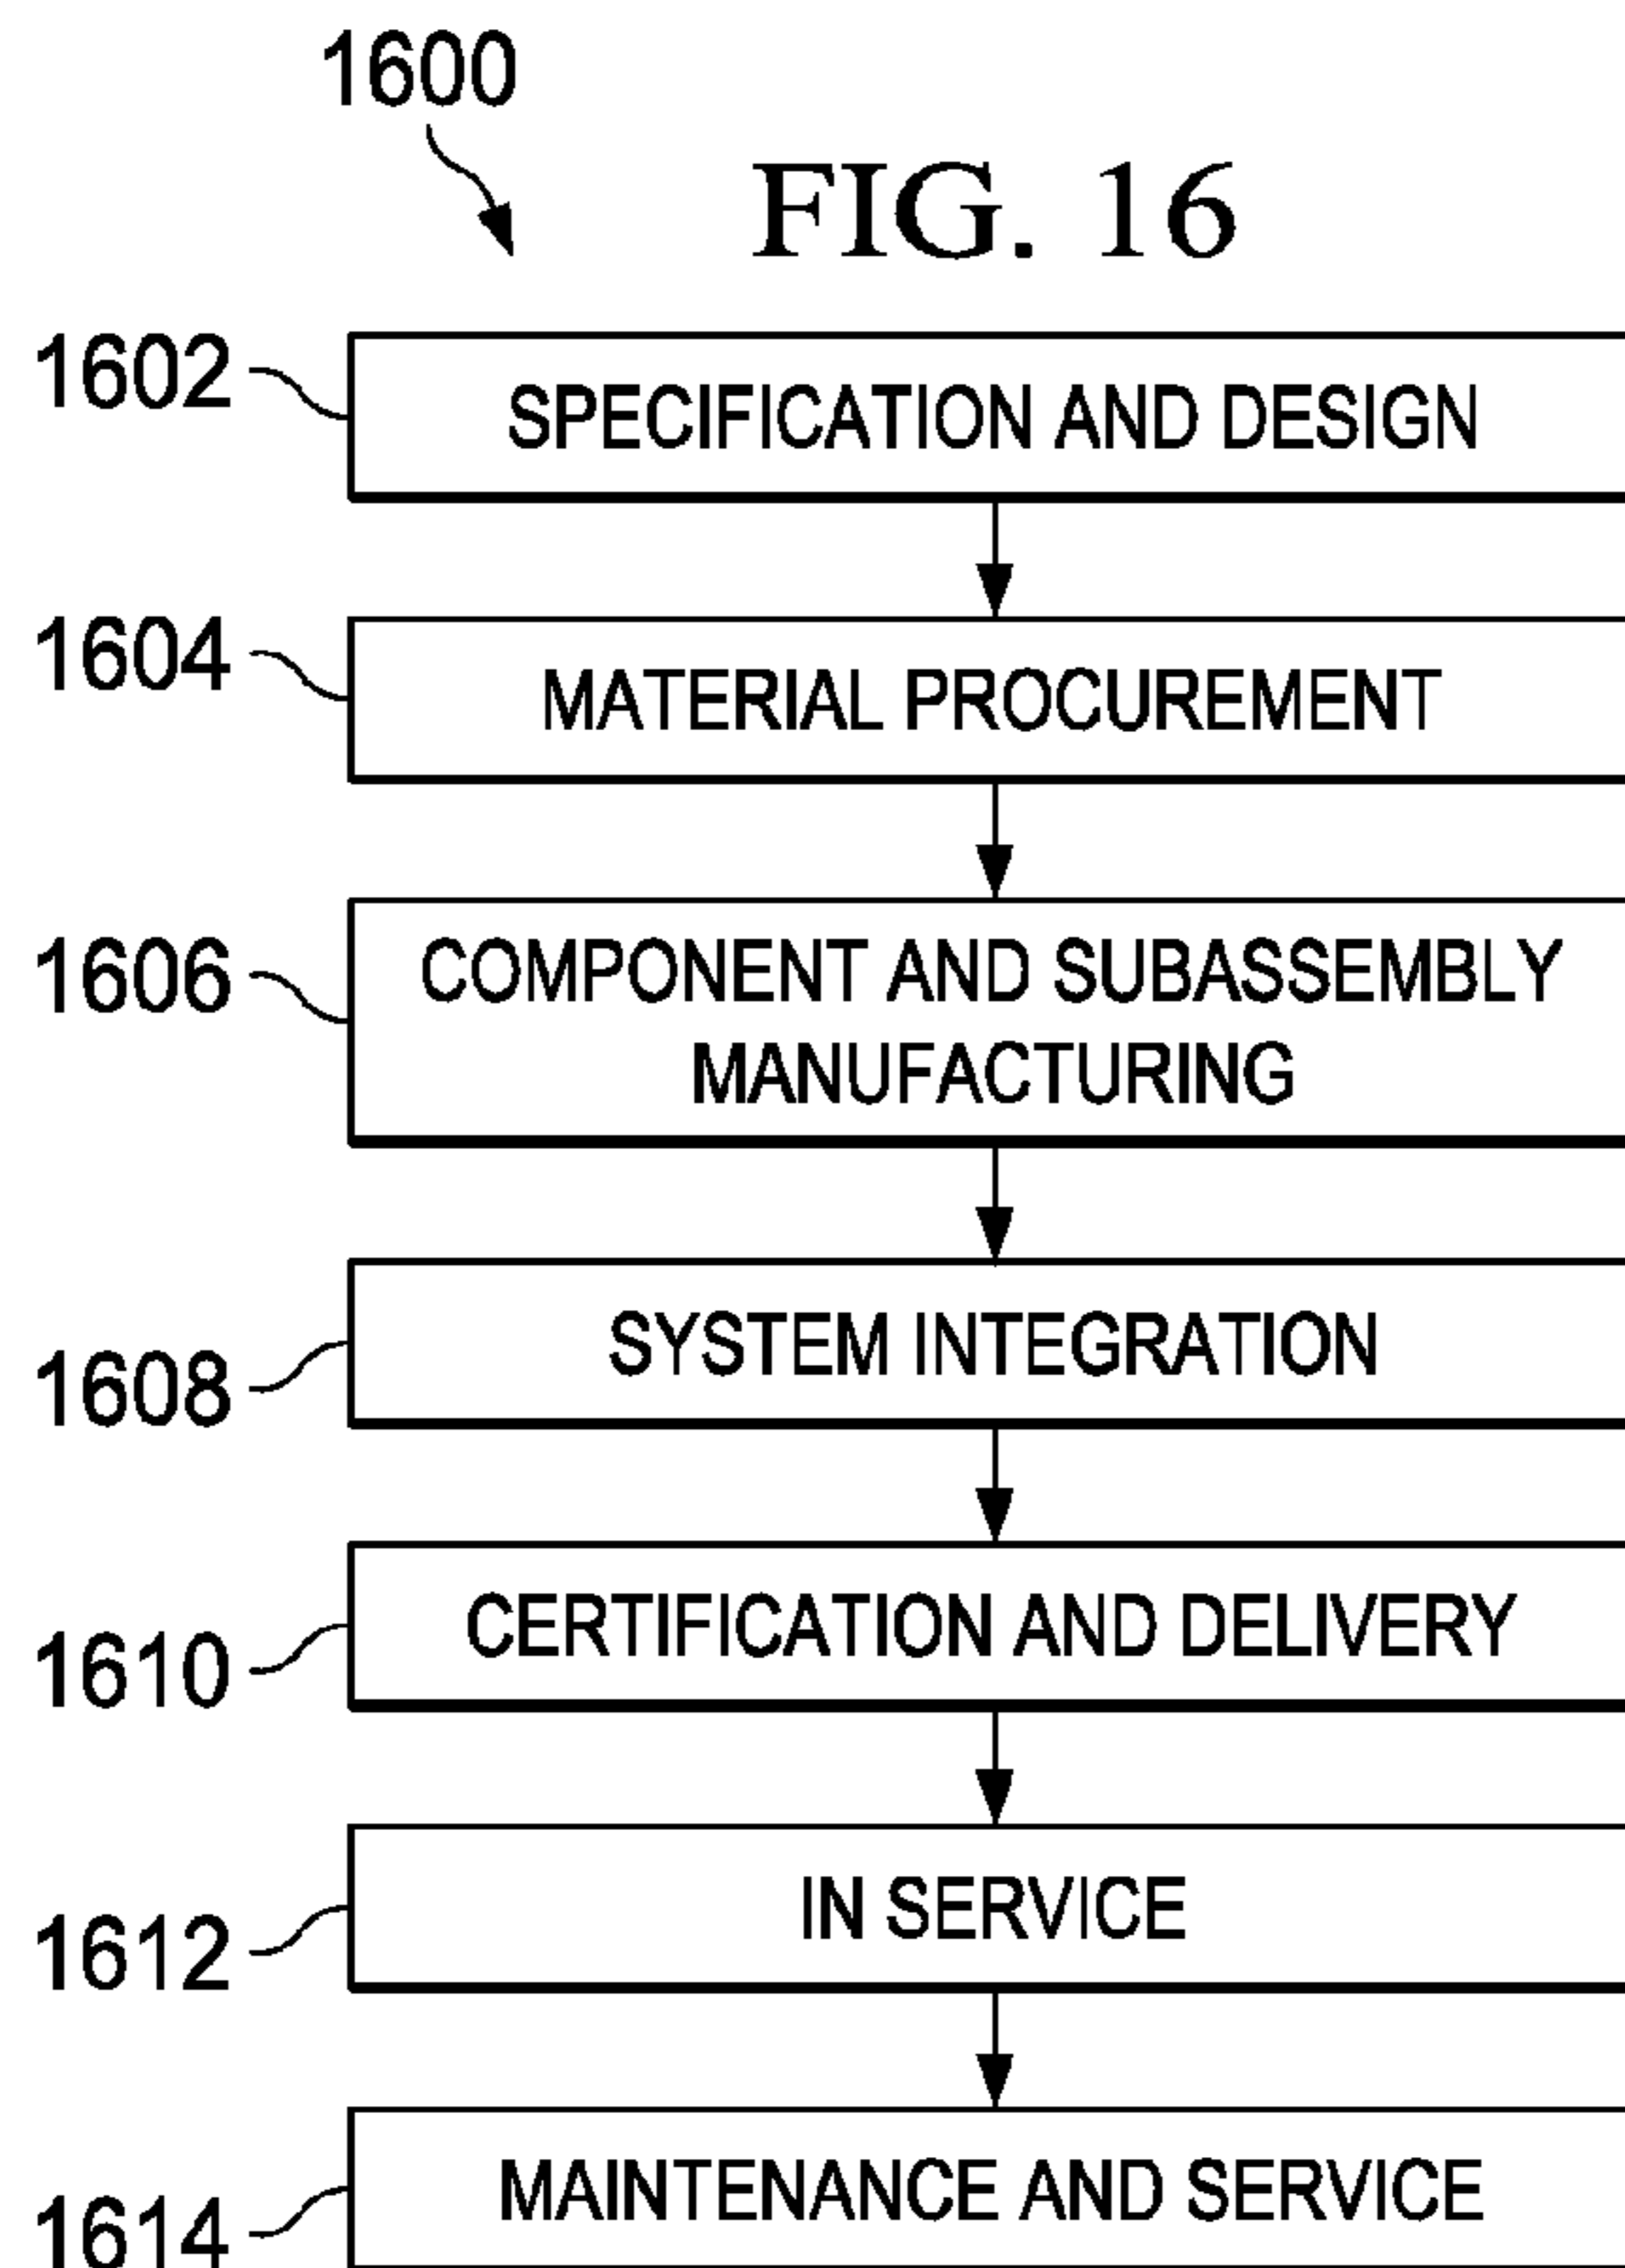 1600
FIG. 16
1602
SPECIFICATION AND DESIGN
1604
MATERIAL PROCUREMENT
1606
COMPONENT AND SUBASSEMBLY
MANUFACTURING
1608
SYSTEM INTEGRATION
1610
CERTIFICATION AND DELIVERY
1612
IN SERVICE
1614
MAINTENANCE AND SERVICE